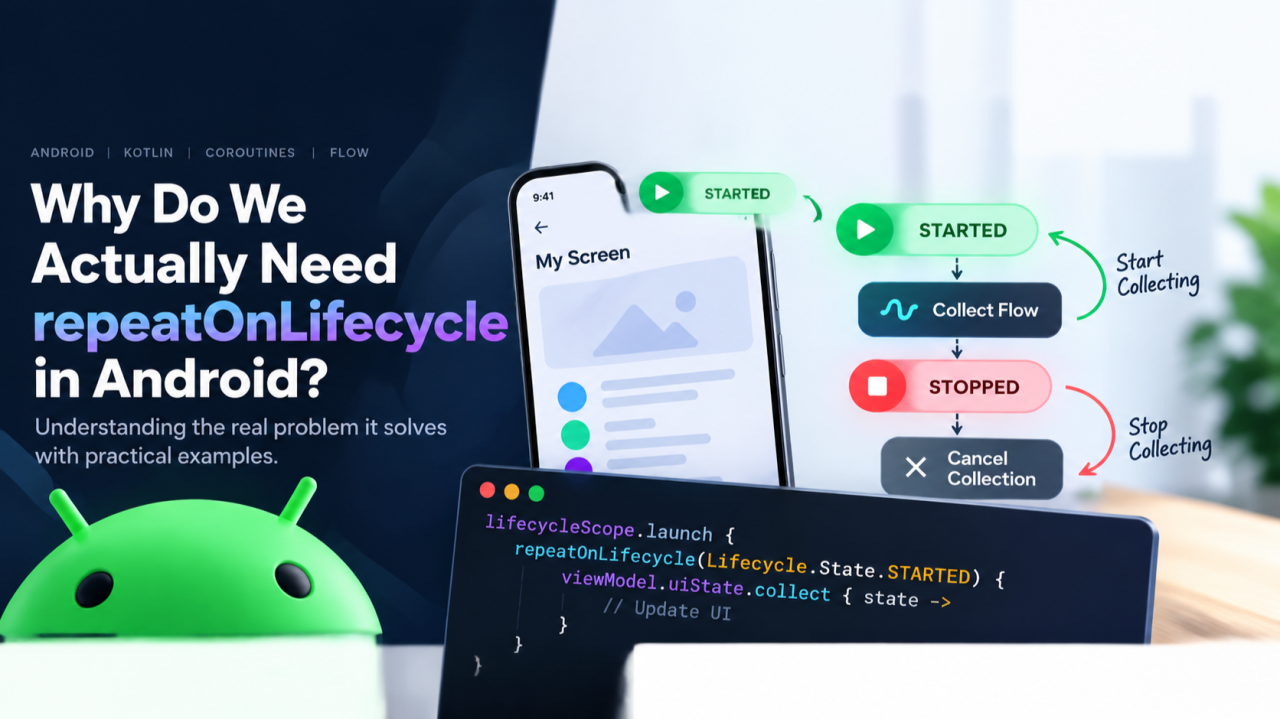 ANDROID | KOTLIN | COROUTINES | FLOW
Why Do We
Actually Need
repeatOnLifecycle
in Android?
Understanding the real problem it solves
with practical examples.
9:41
My Screen
STARTED
STARTED
Collect Flow
STOPPED
Cancel
Collection
Start
Collecting
Stop
Collecting
lifecycleScope.launch {
repeatOnLifecycle(Lifecycle.State.STARTED) {
viewModel.uiState.collect { state ->
// Update UI
}
}
}